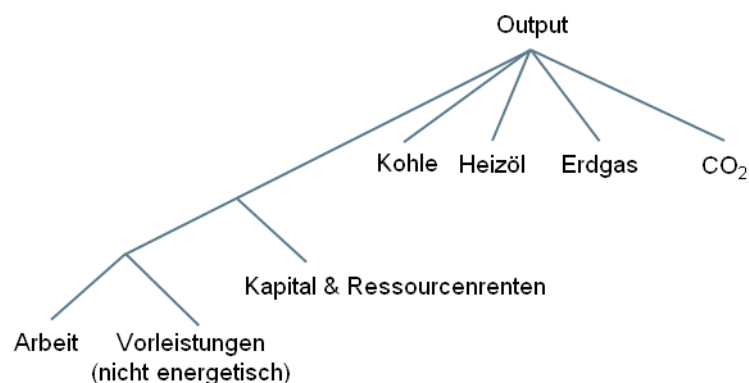 Output
Kohle Heizöl Erdgas CO₂
Kapital & Ressourcenrenten
Arbeit Vorleistungen
(nicht energetisch)